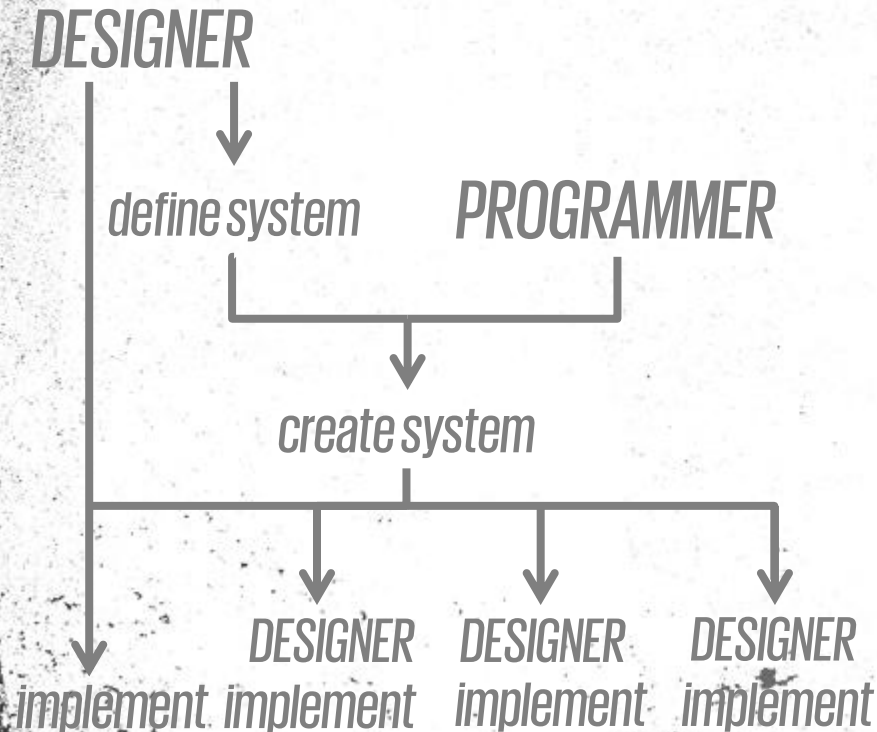 DESIGNER
define system
PROGRAMMER
create system
DESIGNER DESIGNER DESIGNER
implement implement implement implement